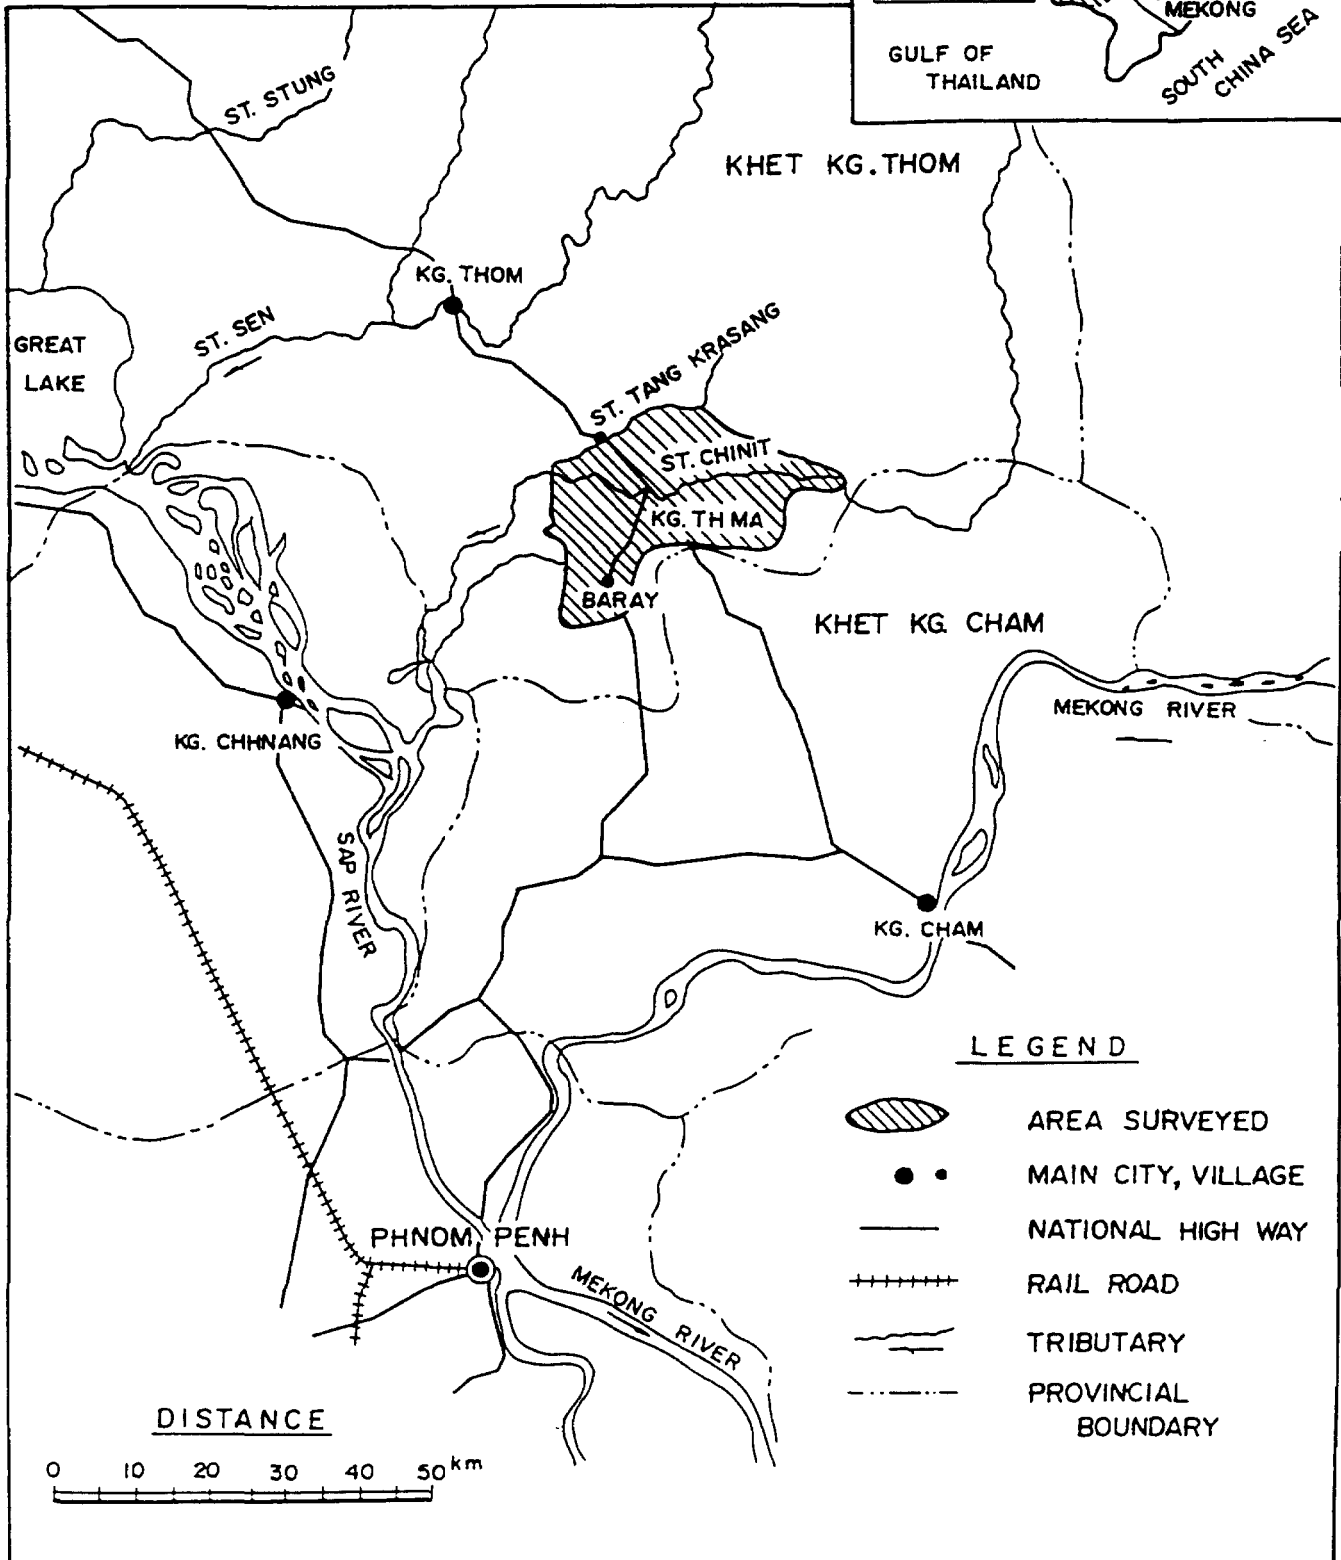 MEKONG
GULF OF
THAILAND
SOUTH
CHINA SEA
ST. STUNG
KHET KG. THOM
KG. THOM
ST. SEN
GREAT
LAKE
ST. TANG KRASANG
ST. CHINIT
KG. THMA
BARAY
KHET KG. CHAM
MEKONG RIVER
KG. CHHNANG
SAP RIVER
KG. CHAM
LEGEND
AREA SURVEYED
MAIN CITY, VILLAGE
NATIONAL HIGH WAY
RAIL ROAD
TRIBUTARY
PROVINCIAL
BOUNDARY
PHNOM PENH
MEKONG RIVER
DISTANCE
0 10 20 30 40 50 km